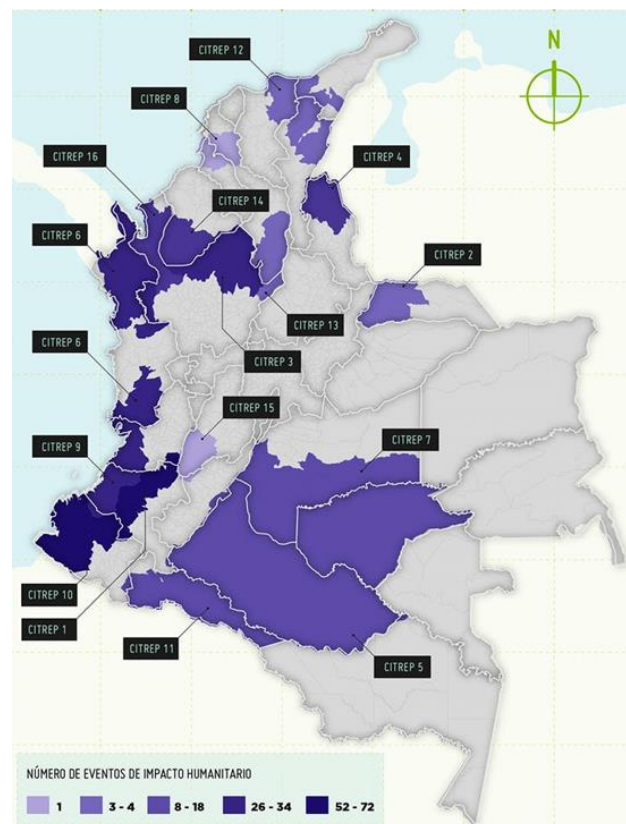 N
CITREP 12
CITREP 8
CITREP 4
CITREP 16
CITREP 14
CITREP 6
CITREP 2
CITREP 13
CITREP 6
CITREP 3
CITREP 15
CITREP 7
CITREP 9
CITREP 10
CITREP 1
CITREP 11
CITREP 5
NÚMERO DE EVENTOS DE IMPACTO HUMANITARIO
1 3 - 4 8 - 18 26 - 34 52 - 72